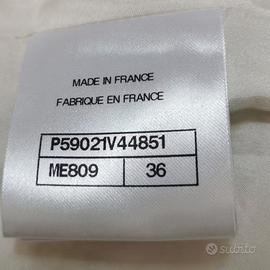 MADE IN FRANCE
FABRIQUE EN FRANCE
P59021V44851
ME809 36
subito